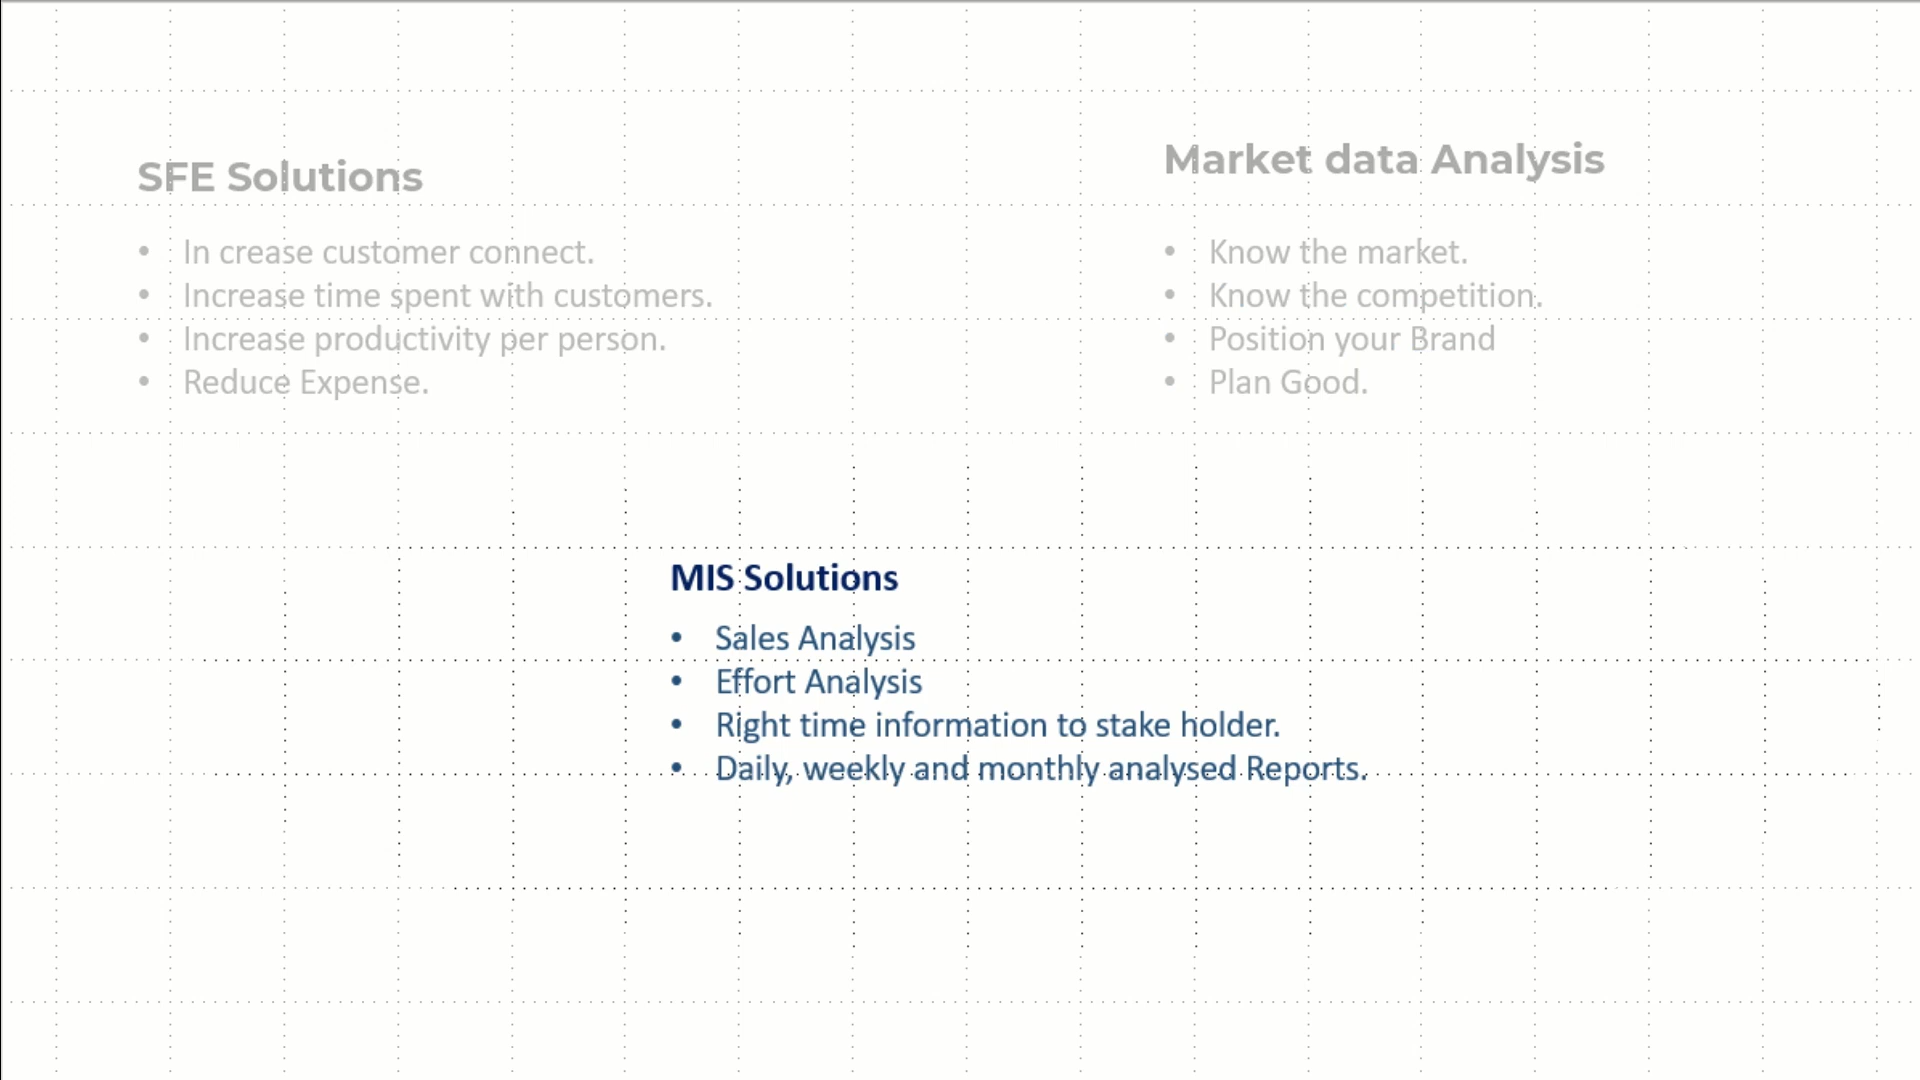 SFE Solutions
• In crease customer connect.
• Increase time spent with customers.
• Increase productivity per person.
• Reduce Expense.
Market data Analysis
• Know the market.
• Know the competition.
• Position your Brand
• Plan Good.
MIS Solutions
• Sales Analysis
• Effort Analysis
• Right time information to stake holder.
• Daily, weekly and monthly analysed Reports.